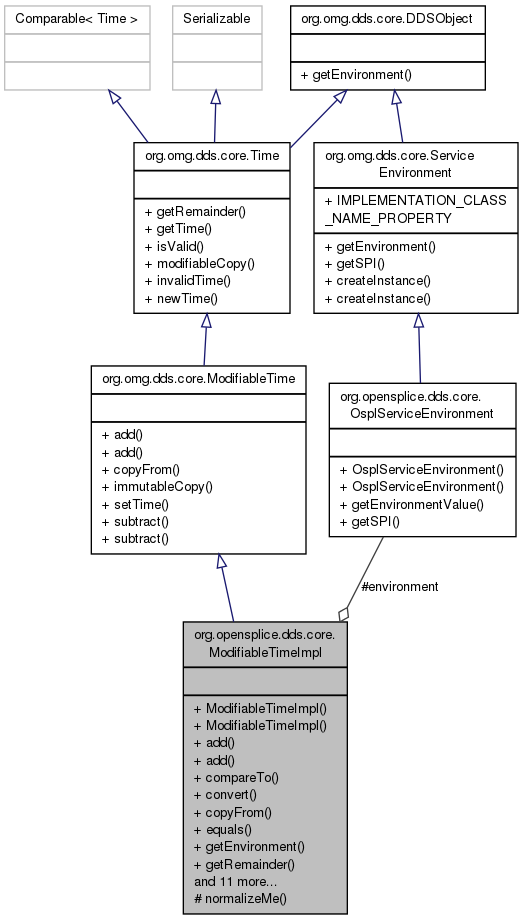 Comparable< Time >
Serializable
org.omg.dds.core.DDSObject
+ getEnvironment()
org.omg.dds.core.Time
+ getRemainder()
+ getTime()
+ isValid()
+ modifiableCopy()
+ invalidTime()
+ newTime()
org.omg.dds.core.Service
Environment
+ IMPLEMENTATION_CLASS
_NAME_PROPERTY
+ getEnvironment()
+ getSPI()
+ createInstance()
+ createInstance()
org.omg.dds.core.ModifiableTime
+ add()
+ add()
+ copyFrom()
+ immutableCopy()
+ setTime()
+ subtract()
+ subtract()
org.opensplice.dds.core.
OsplServiceEnvironment
+ OsplServiceEnvironment()
+ OsplServiceEnvironment()
+ getEnvironmentValue()
+ getSPI()
#environment
org.opensplice.dds.core.
ModifiableTimeImpl
+ ModifiableTimeImpl()
+ ModifiableTimeImpl()
+ add()
+ add()
+ compareTo()
+ convert()
+ copyFrom()
+ equals()
+ getEnvironment()
+ getRemainder()
and 11 more...
# normalizeMe()